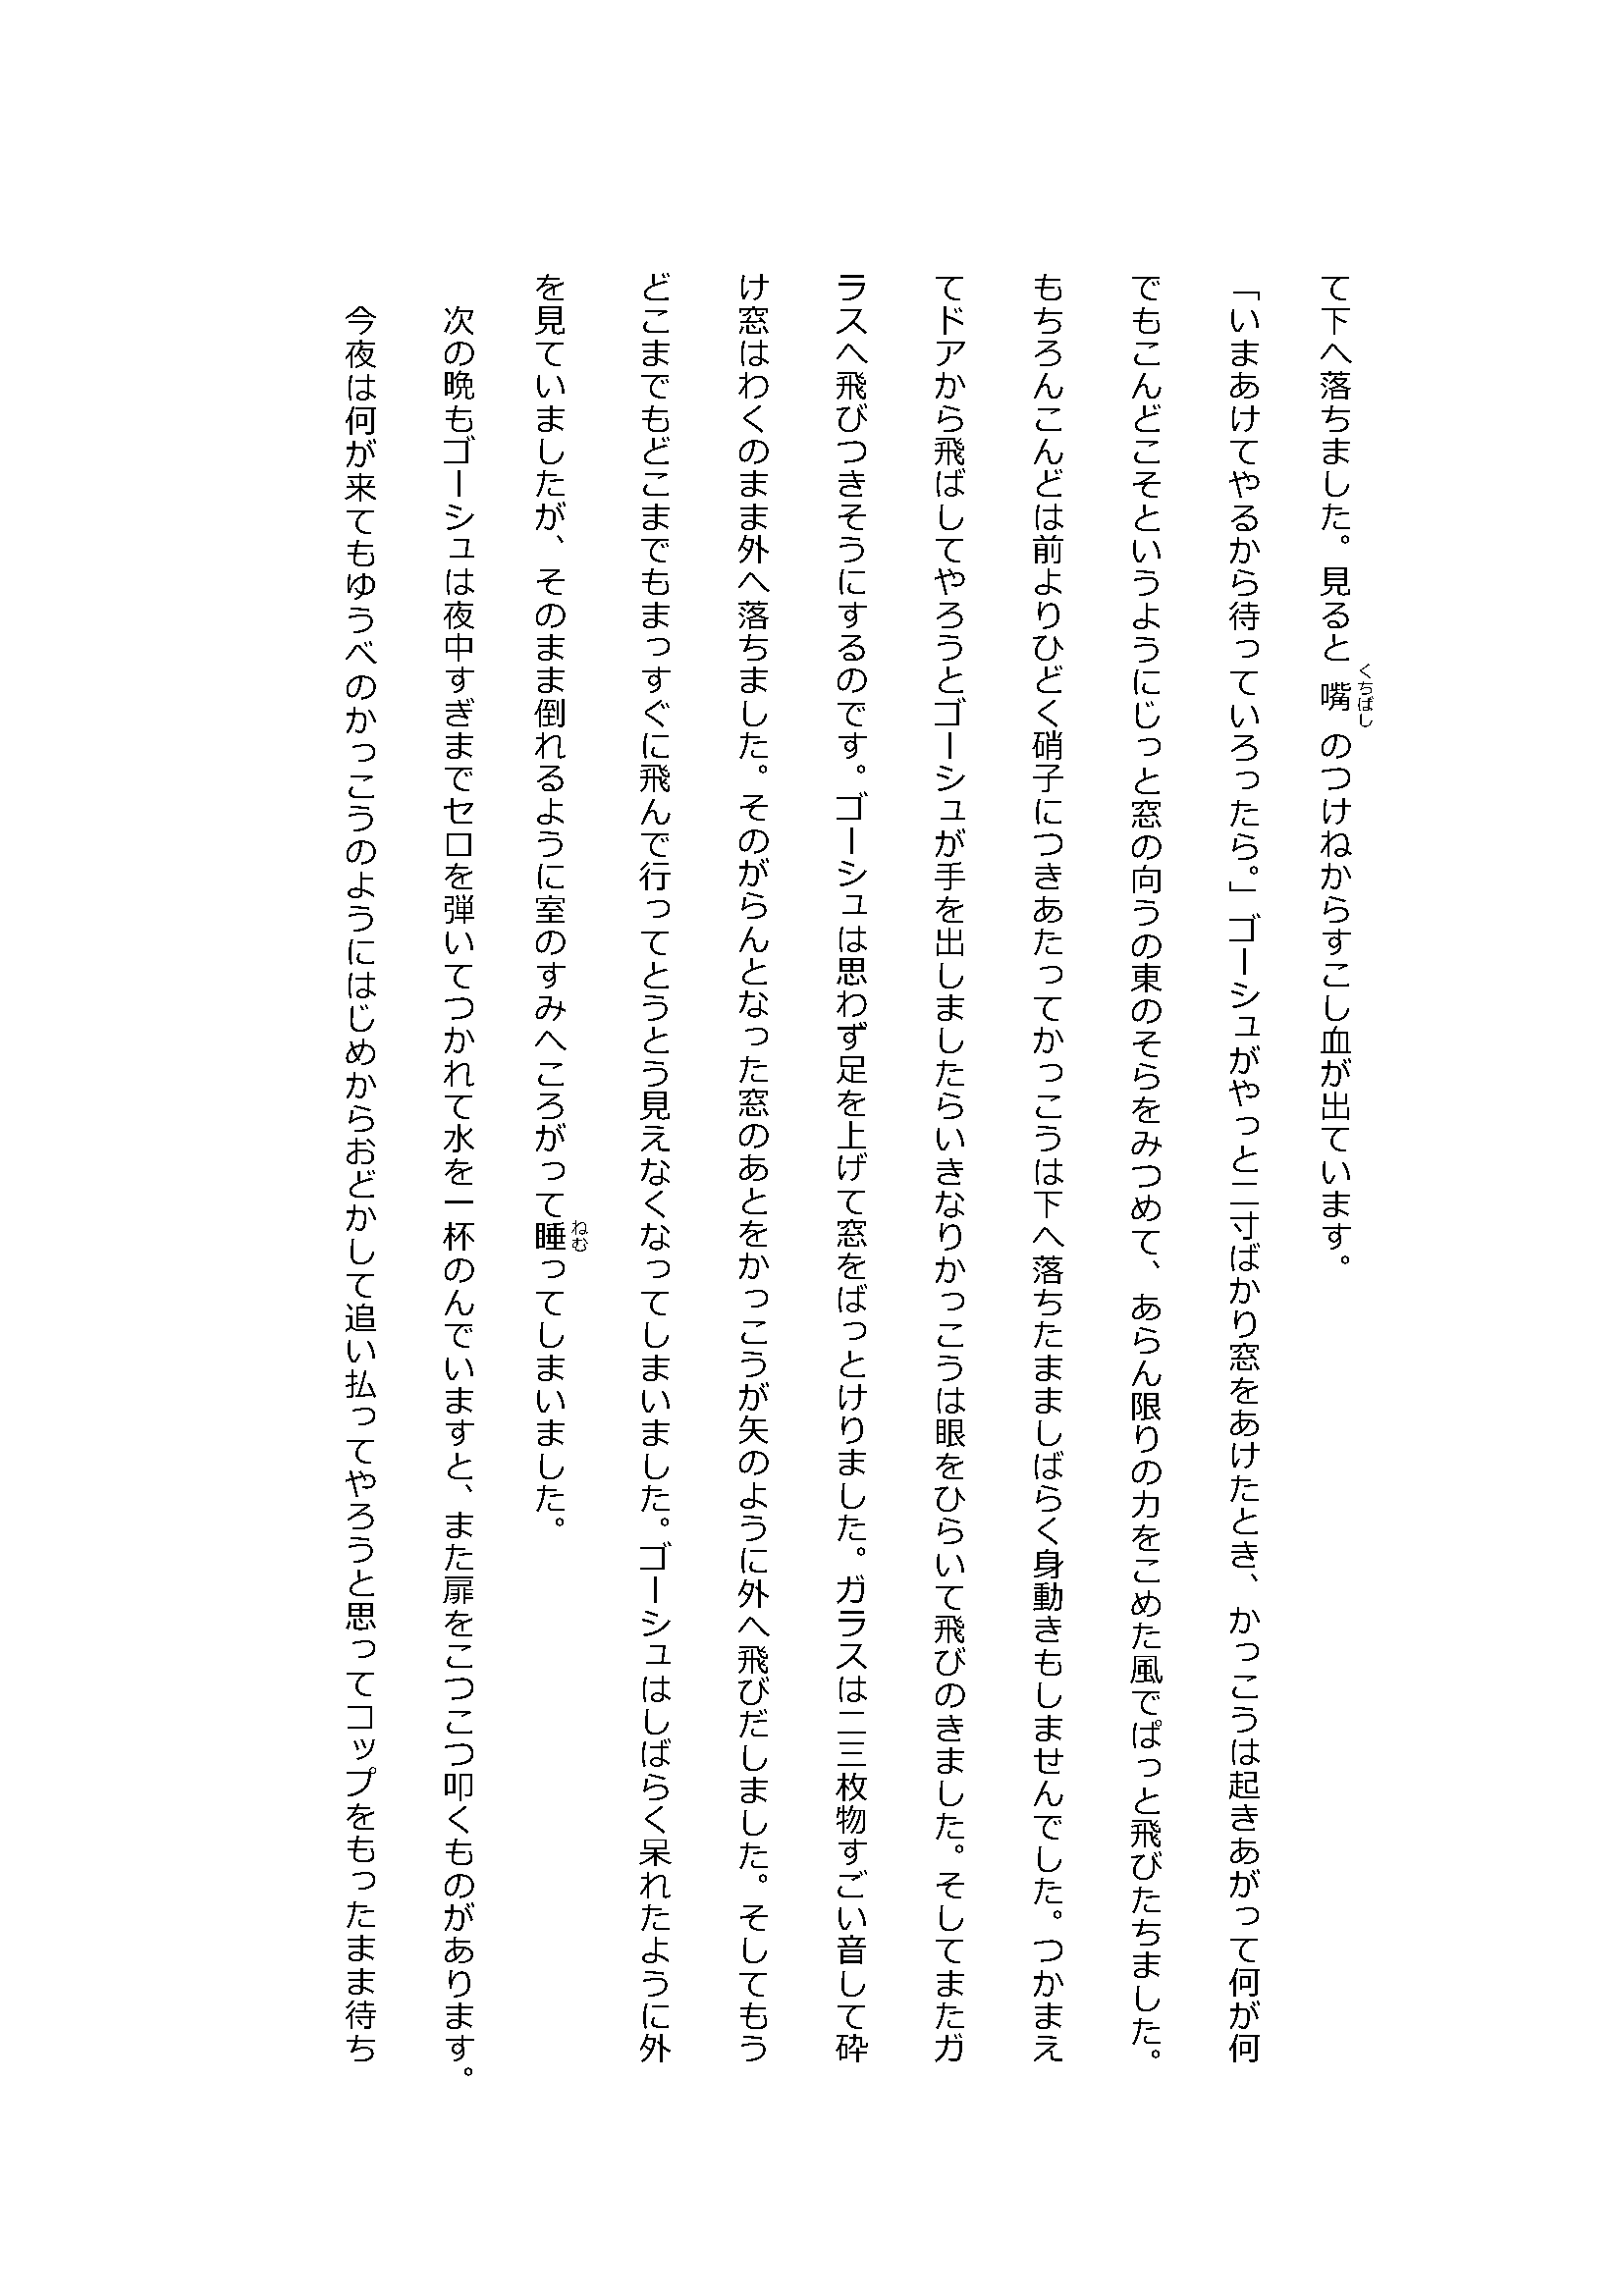 て下へ落ちました。見ると嘴のつけねからすこし血が出ています。
「いまあけてやるから待っていろったら。」ゴーシュがやっと二寸ばかり窓をあけたとき、かっこうは起きあがって何が何
でもこんどこそというようにじっと窓の向うの東のそらをみつめて、あらん限りの力をこめた風でぱっと飛びたちました。
もちろんこんどは前よりひどく硝子につきあたってかっこうは下へ落ちたまましばらく身動きもしませんでした。つかまえ
てドアから飛ばしてやろうとゴーシュが手を出しましたらいきなりかっこうは眼をひらいて飛びのきました。そしてまたガ
ラスへ飛びつきそうにするのです。ゴーシュは思わず足を上げて窓をばっとけりました。ガラスは二三枚物すごい音して砕
け窓はわくのまま外へ落ちました。そのがらんとなった窓のあとをかっこうが矢のように外へ飛びだしました。そしてもう
どこまでもどこまでもまっすぐに飛んで行ってとうとう見えなくなってしまいました。ゴーシュはしばらく呆れたように外
を見ていましたが、そのまま倒れるように室のすみへころがって睡ってしまいました。
次の晩もゴーシュは夜中すぎまでセロを弾いてつかれて水を一杯のんでいますと、また扉をこつこつ叩くものがあります。
今夜は何が来てもゆうべのかっこうのようにはじめからおどかして追い払ってやろうと思ってコップをもったまま待ち
くちばし
ねむ